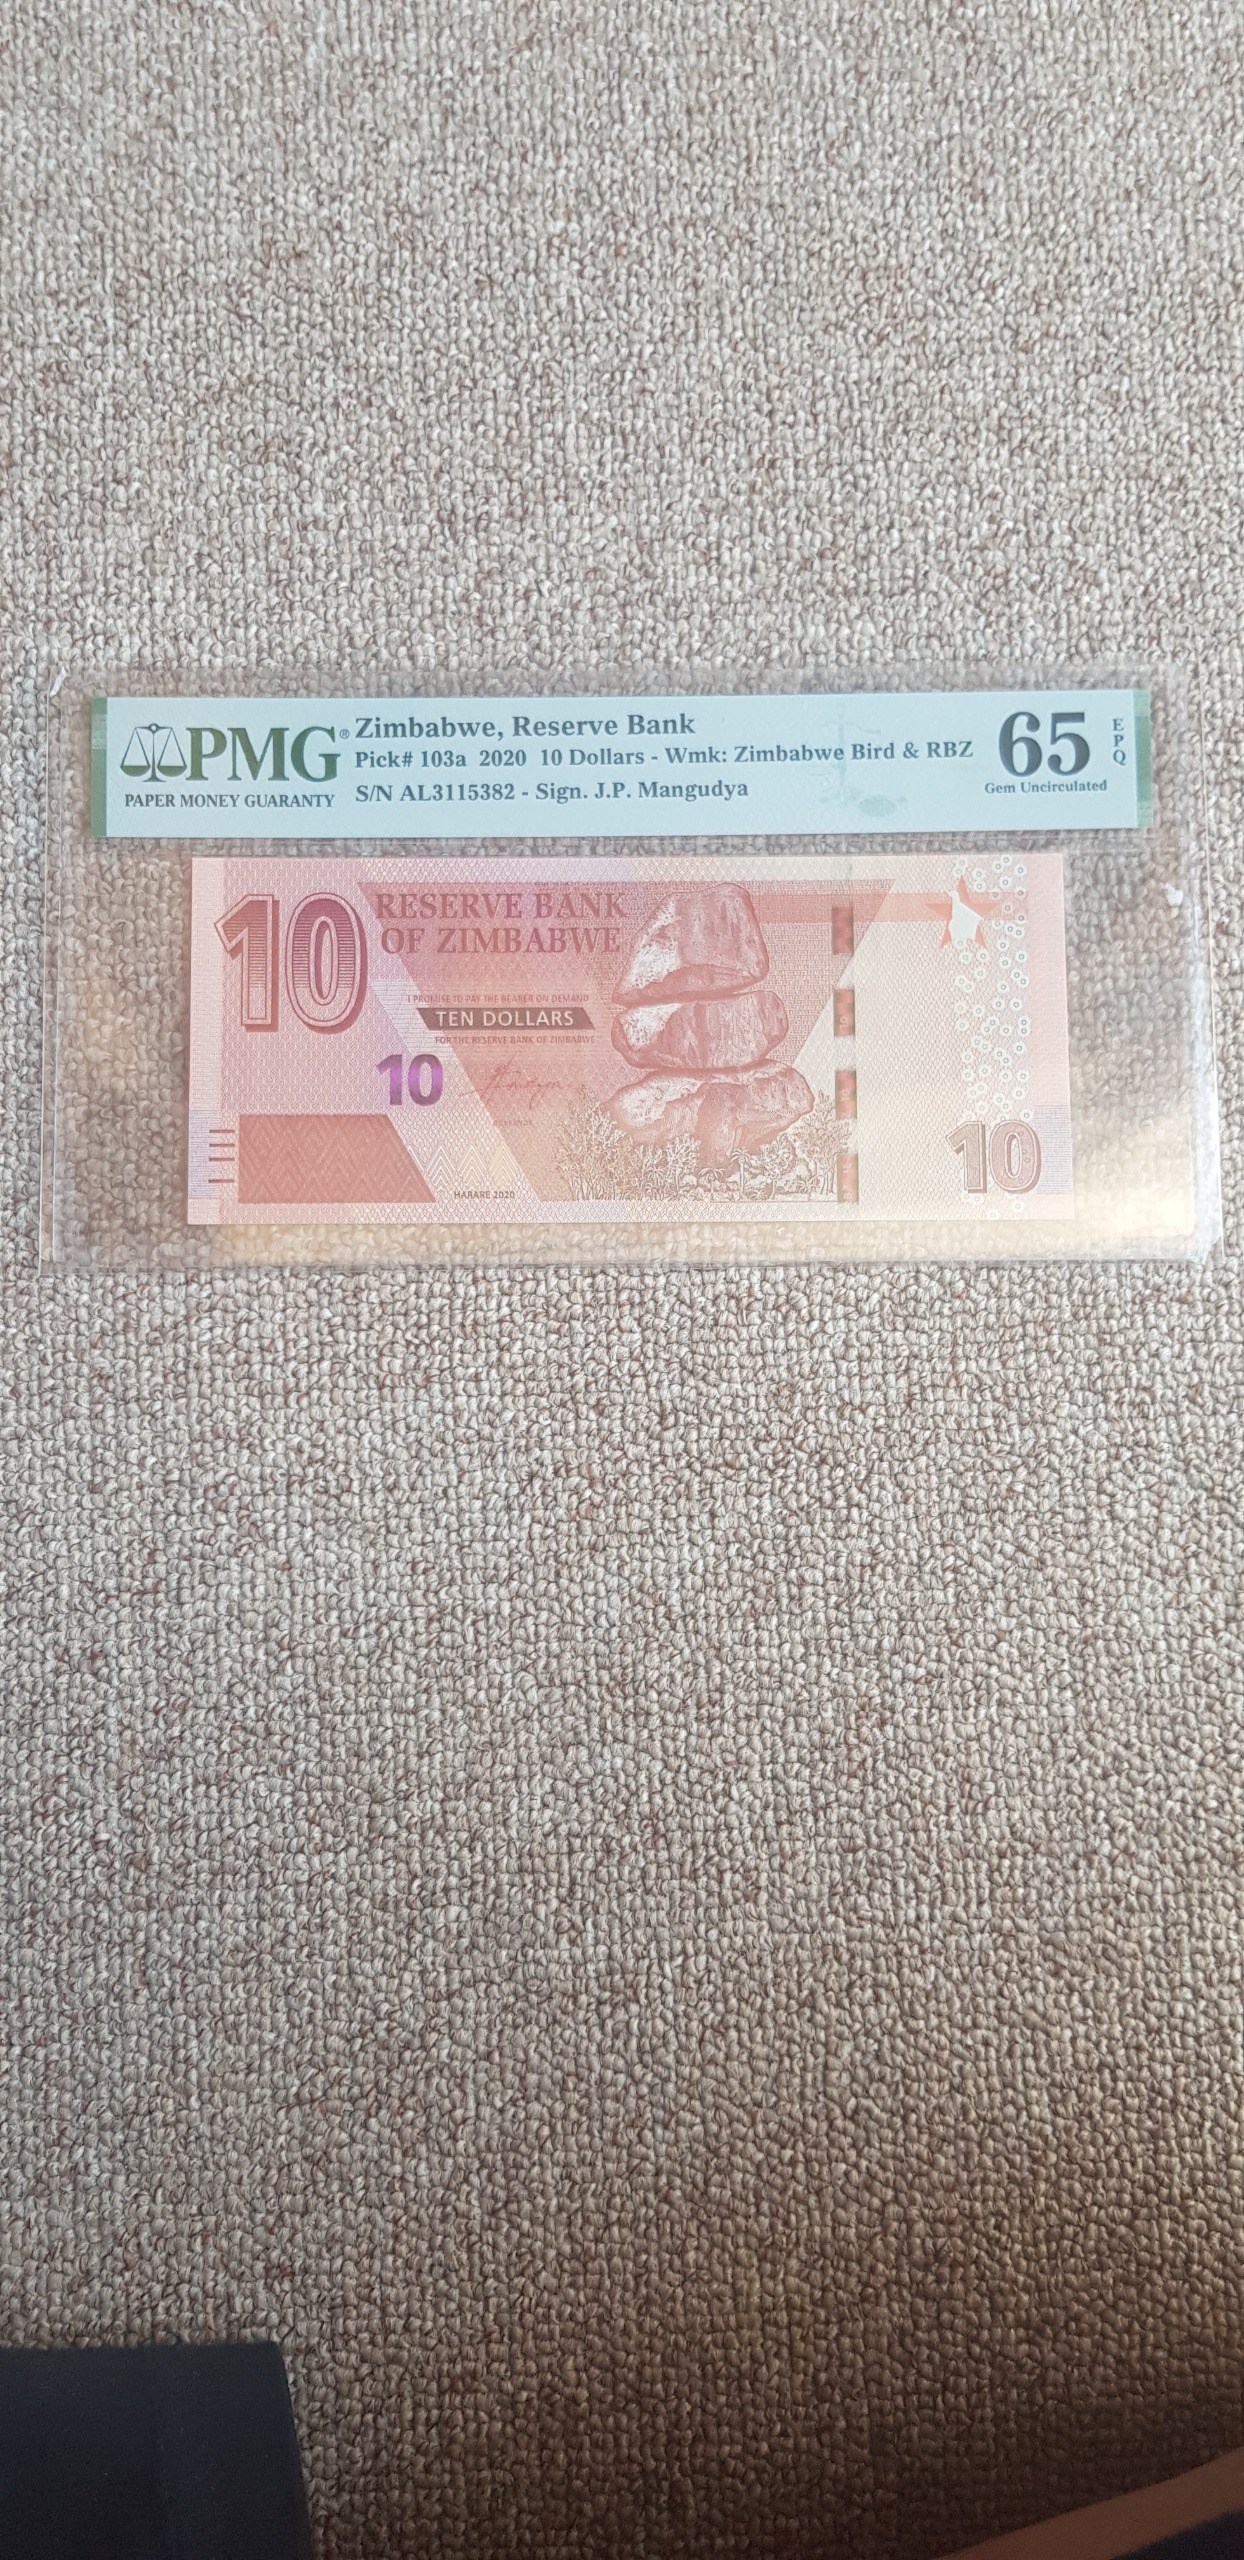 PMG®
PAPER MONEY GUARANTY
Zimbabwe, Reserve Bank
Pick# 103a 2020 10 Dollars - Wmk: Zimbabwe Bird & RBZ
S/N AL3115382 - Sign. J.P. Mangudya
65
EPQ
Gem Uncirculated
10
RESERVE BANK
OF ZIMBABWE
I PROMISE TO PAY THE BEARER ON DEMAND
TEN DOLLARS
FOR THE RESERVE BANK OF ZIMBABWE
10
GOVERNOR
HARARE 2020
10